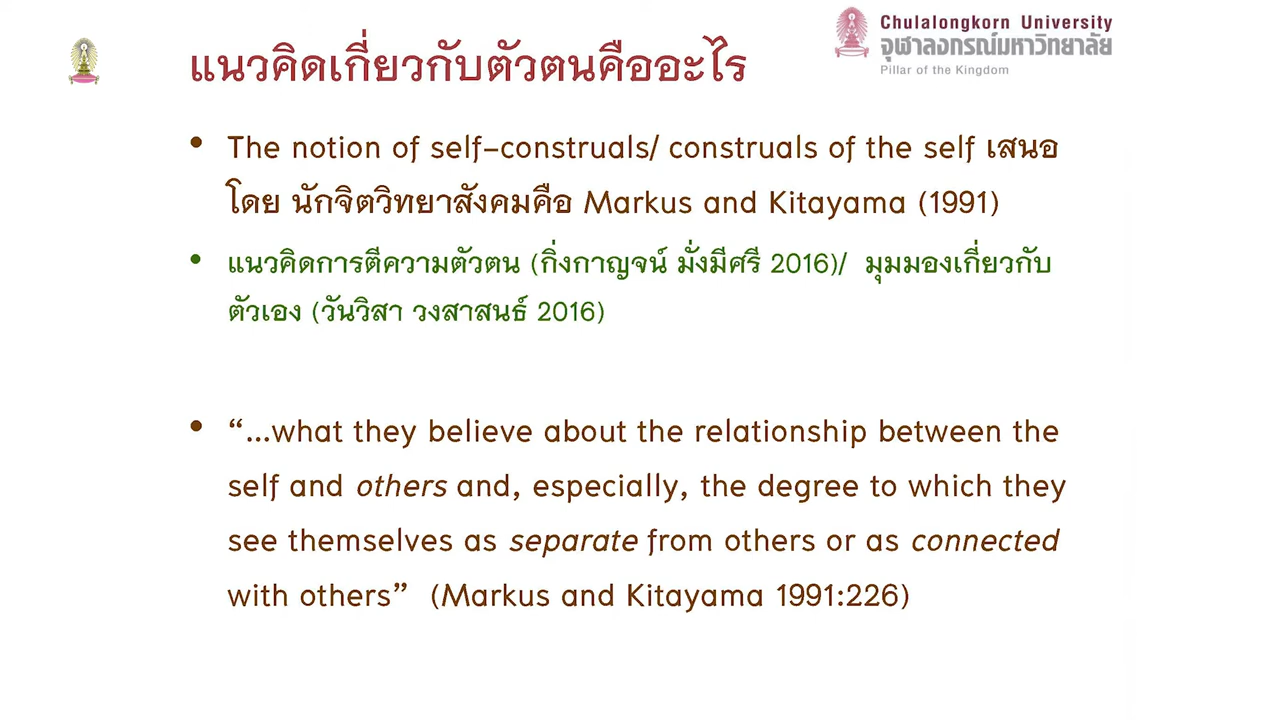 Chulalongkorn University
จุฬาลงกรณ์มหาวิทยาลัย
Pillar of the Kingdom
แนวคิดเกี่ยวกับตัวตนคืออะไร
• The notion of self-construals/ construals of the self เสนอ
โดย นักจิตวิทยาสังคมคือ Markus and Kitayama (1991)
• แนวคิดการตีความตัวตน (กิ่งกาญจน์ มั่งมีศรี 2016)/ มุมมองเกี่ยวกับ
ตัวเอง (วันวิสา วงสาสนธ์ 2016)
• “...what they believe about the relationship between the
self and others and, especially, the degree to which they
see themselves as separate from others or as connected
with others” (Markus and Kitayama 1991:226)